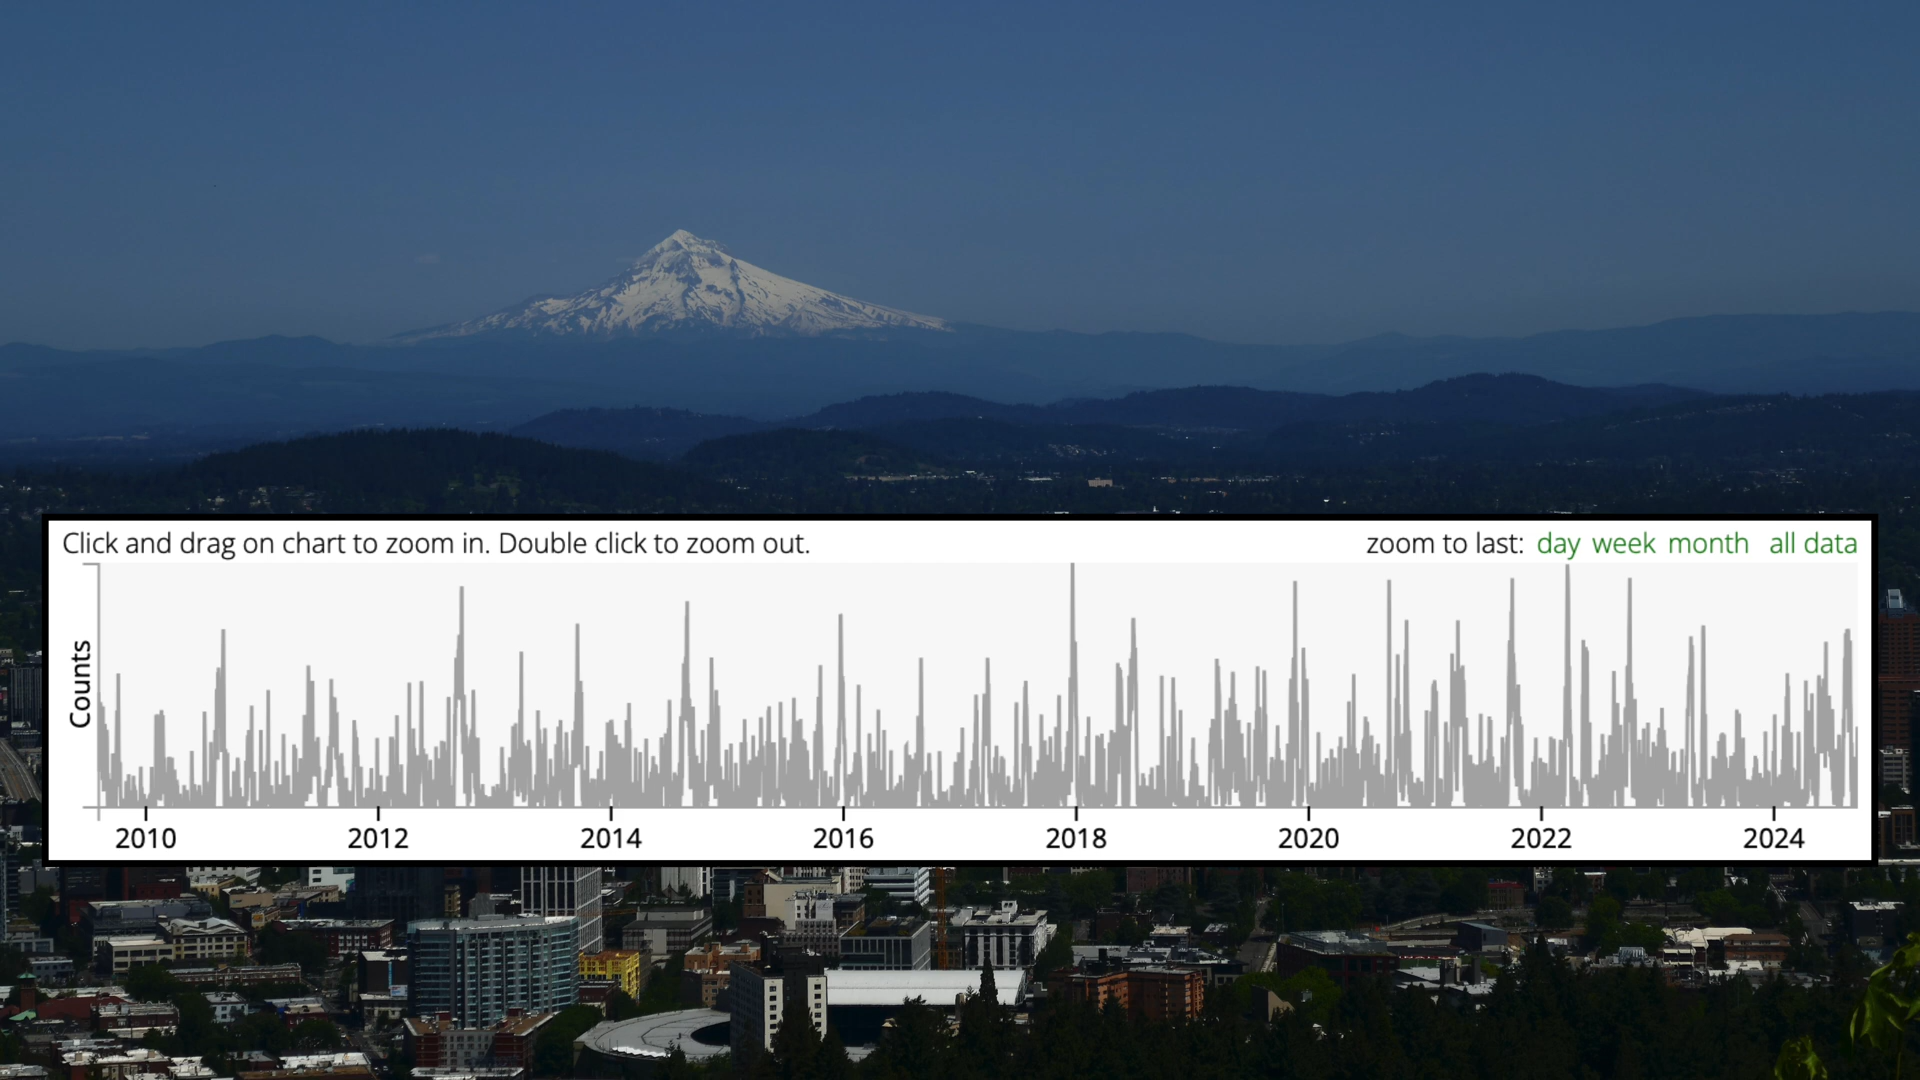 Click and drag on chart to zoom in. Double click to zoom out.
zoom to last: day week month all data
Counts
2010 2012 2014 2016 2018 2020 2022 2024